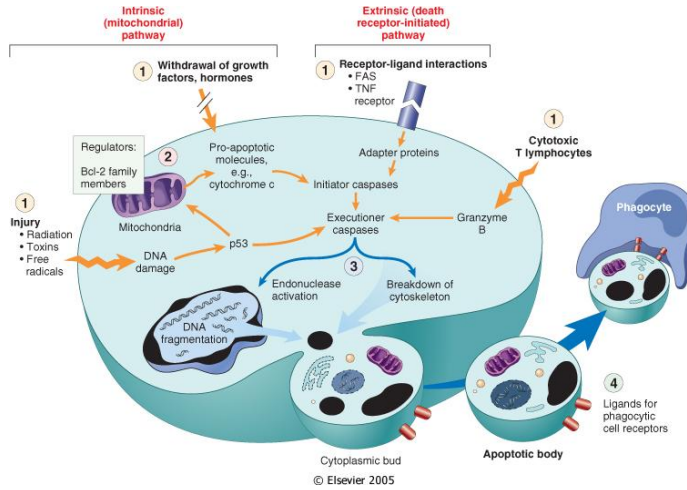 Intrinsic
(mitochondrial)
pathway
Extrinsic (death
receptor-initiated)
pathway
1 Withdrawal of growth
factors, hormones
1 Receptor-ligand interactions
• FAS
• TNF
receptor
1
Cytotoxic
T lymphocytes
Regulators:
Bcl-2 family
members
2
Pro-apoptotic
molecules,
e.g.,
cytochrome c
Adapter proteins
Initiator caspases
Phagocyte
1
Injury
• Radiation
• Toxins
• Free
radicals
Mitochondria
Executioner
caspases
Granzyme
B
DNA
damage
p53
3
Endonuclease
activation
Breakdown of
cytoskeleton
DNA
fragmentation
4
Ligands for
phagocytic
cell receptors
Cytoplasmic bud
Apoptotic body
© Elsevier 2005